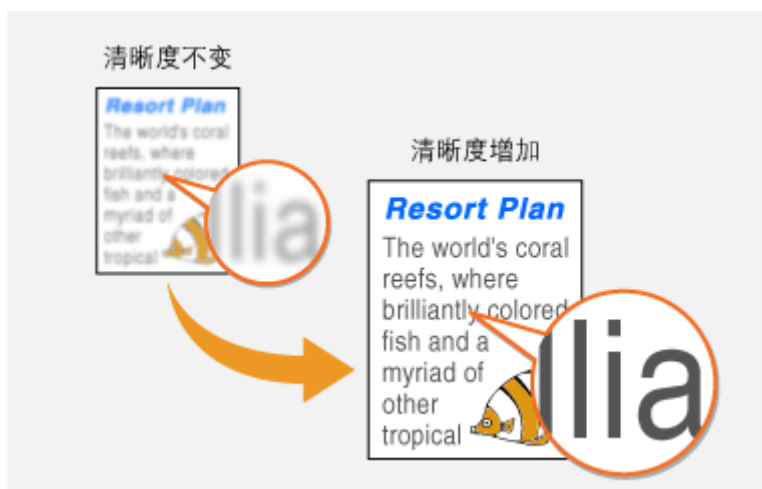 清晰度不变
Resort Plan
The world's coral
reefs, where
brilliantly colored
fish and a
myriad of
other
tropical
llia
清晰度增加
Resort Plan
The world's coral
reefs, where
brilliantly colored
fish and a
myriad of
other
tropical
llia